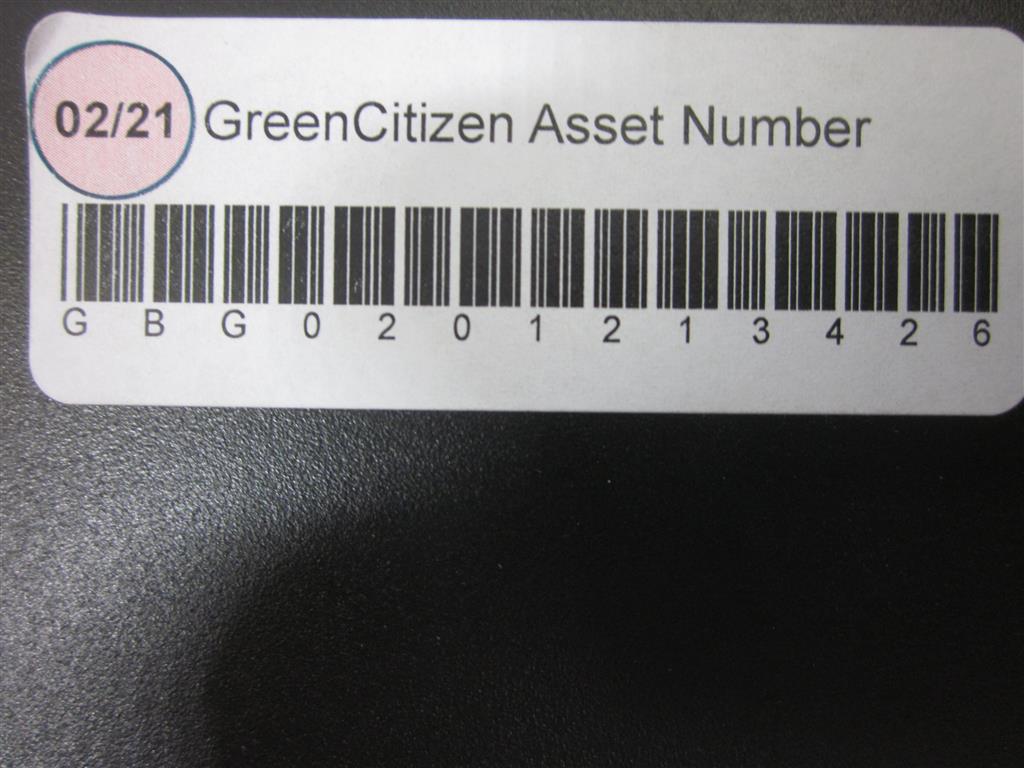 02/21 GreenCitizen Asset Number
G B G 0 2 0 1 2 1 3 4 2 6